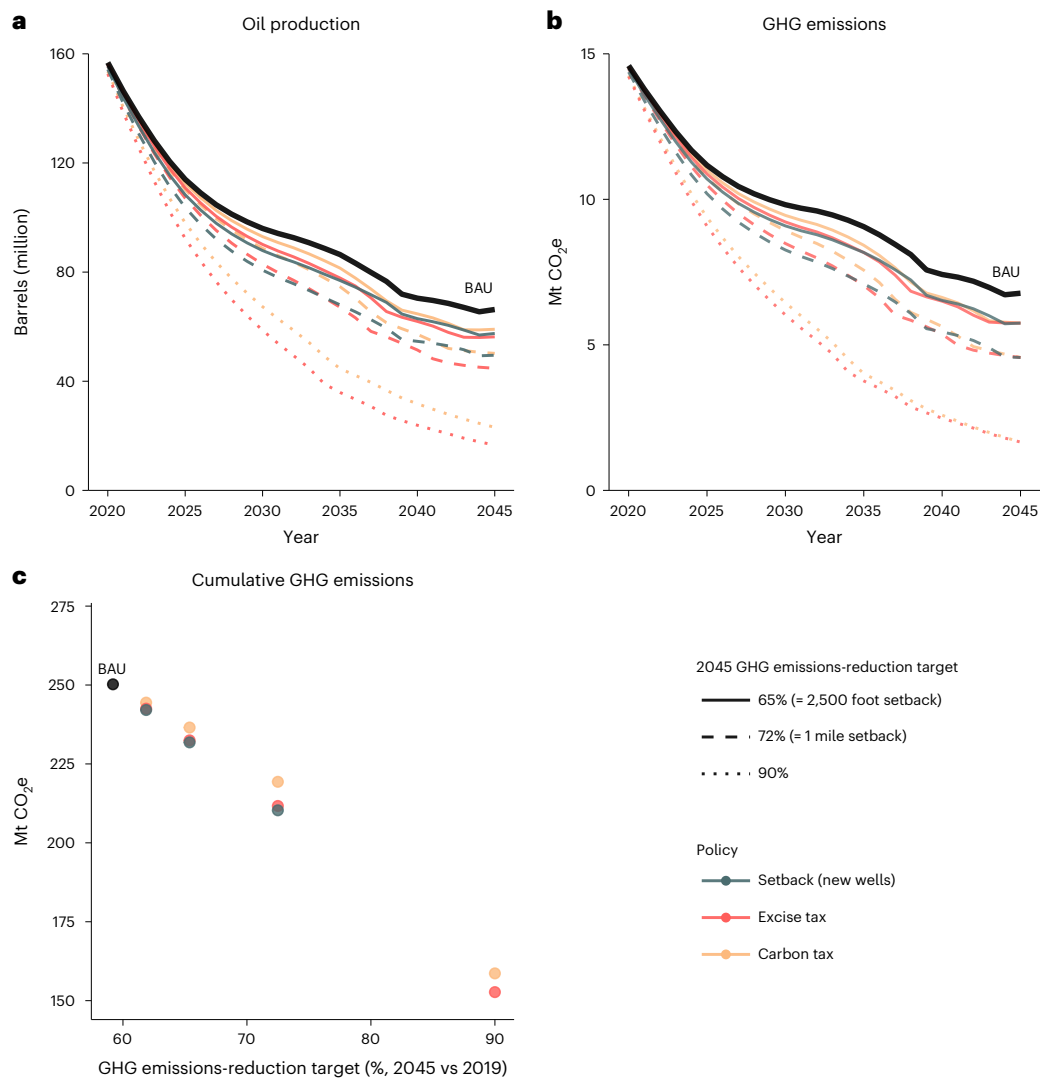 a
Oil production
160
120
80
40
0
Barrels (million)
BAU
2020 2025 2030 2035 2040 2045
Year
b
GHG emissions
15
10
5
0
Mt CO₂e
BAU
2020 2025 2030 2035 2040 2045
Year
c
Cumulative GHG emissions
275
250
225
200
175
150
Mt CO₂e
BAU
60 70 80 90
GHG emissions-reduction target (%, 2045 vs 2019)
2045 GHG emissions-reduction target
65% (= 2,500 foot setback)
72% (= 1 mile setback)
90%
Policy
Setback (new wells)
Excise tax
Carbon tax